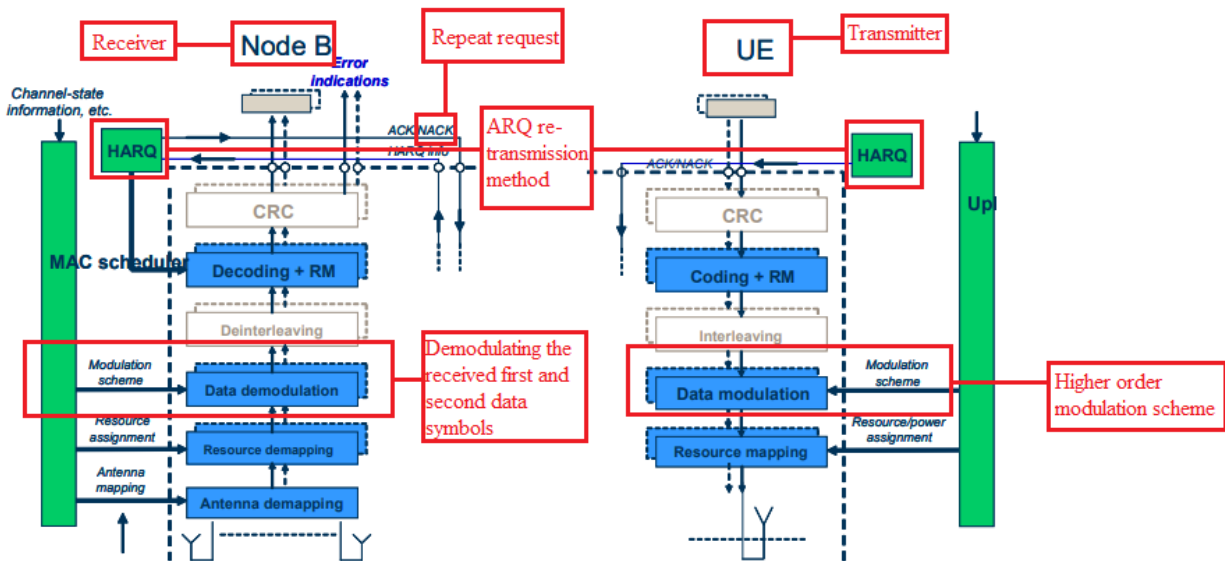 Receiver
Node B
Repeat request
UE
Transmitter
Error
indications
Channel-state
information, etc.
HARQ
ACK/NACK
HARQ info
ARQ re-
transmission
method
ACK/NACK
HARQ
CRC
CRC
Upl
MAC scheduler
Decoding + RM
Coding + RM
Deinterleaving
Interleaving
Modulation
scheme
Data demodulation
Demodulating the
received first and
second data
symbols
Data modulation
Modulation
scheme
Higher order
modulation scheme
Resource
assignment
Resource demapping
Resource mapping
Resource/power
assignment
Antenna
mapping
Antenna demapping